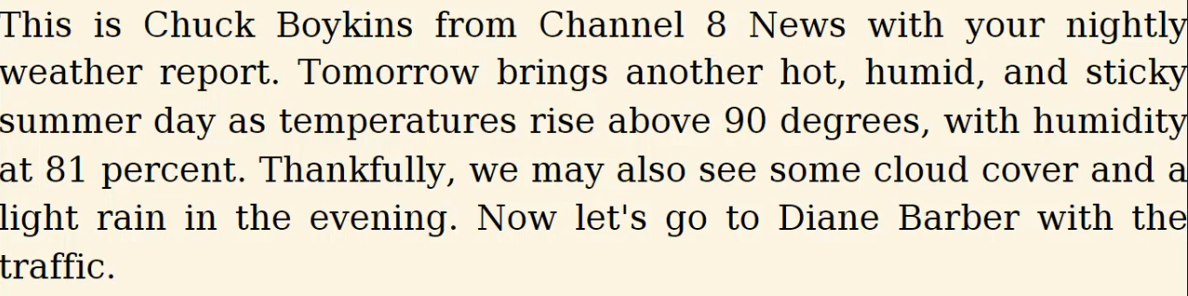 This is Chuck Boykins from Channel 8 News with your nightly
weather report. Tomorrow brings another hot, humid, and sticky
summer day as temperatures rise above 90 degrees, with humidity
at 81 percent. Thankfully, we may also see some cloud cover and a
light rain in the evening. Now let's go to Diane Barber with the
traffic.